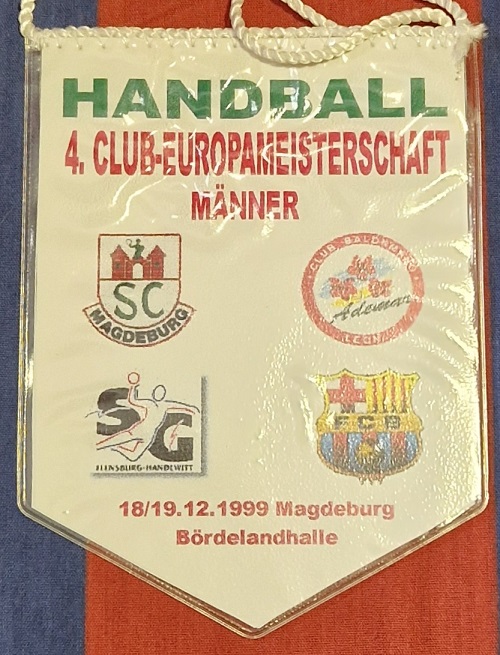 HANDBALL
4. CLUB-EUROPAMEISTERSCHAFT
MÄNNER
SC
MAGDEBURG
CLUB BALONMANO
Ademar
LEON
SG
FLENSBURG-HANDEWITT
FCB
18/19.12.1999 Magdeburg
Bördelandhalle